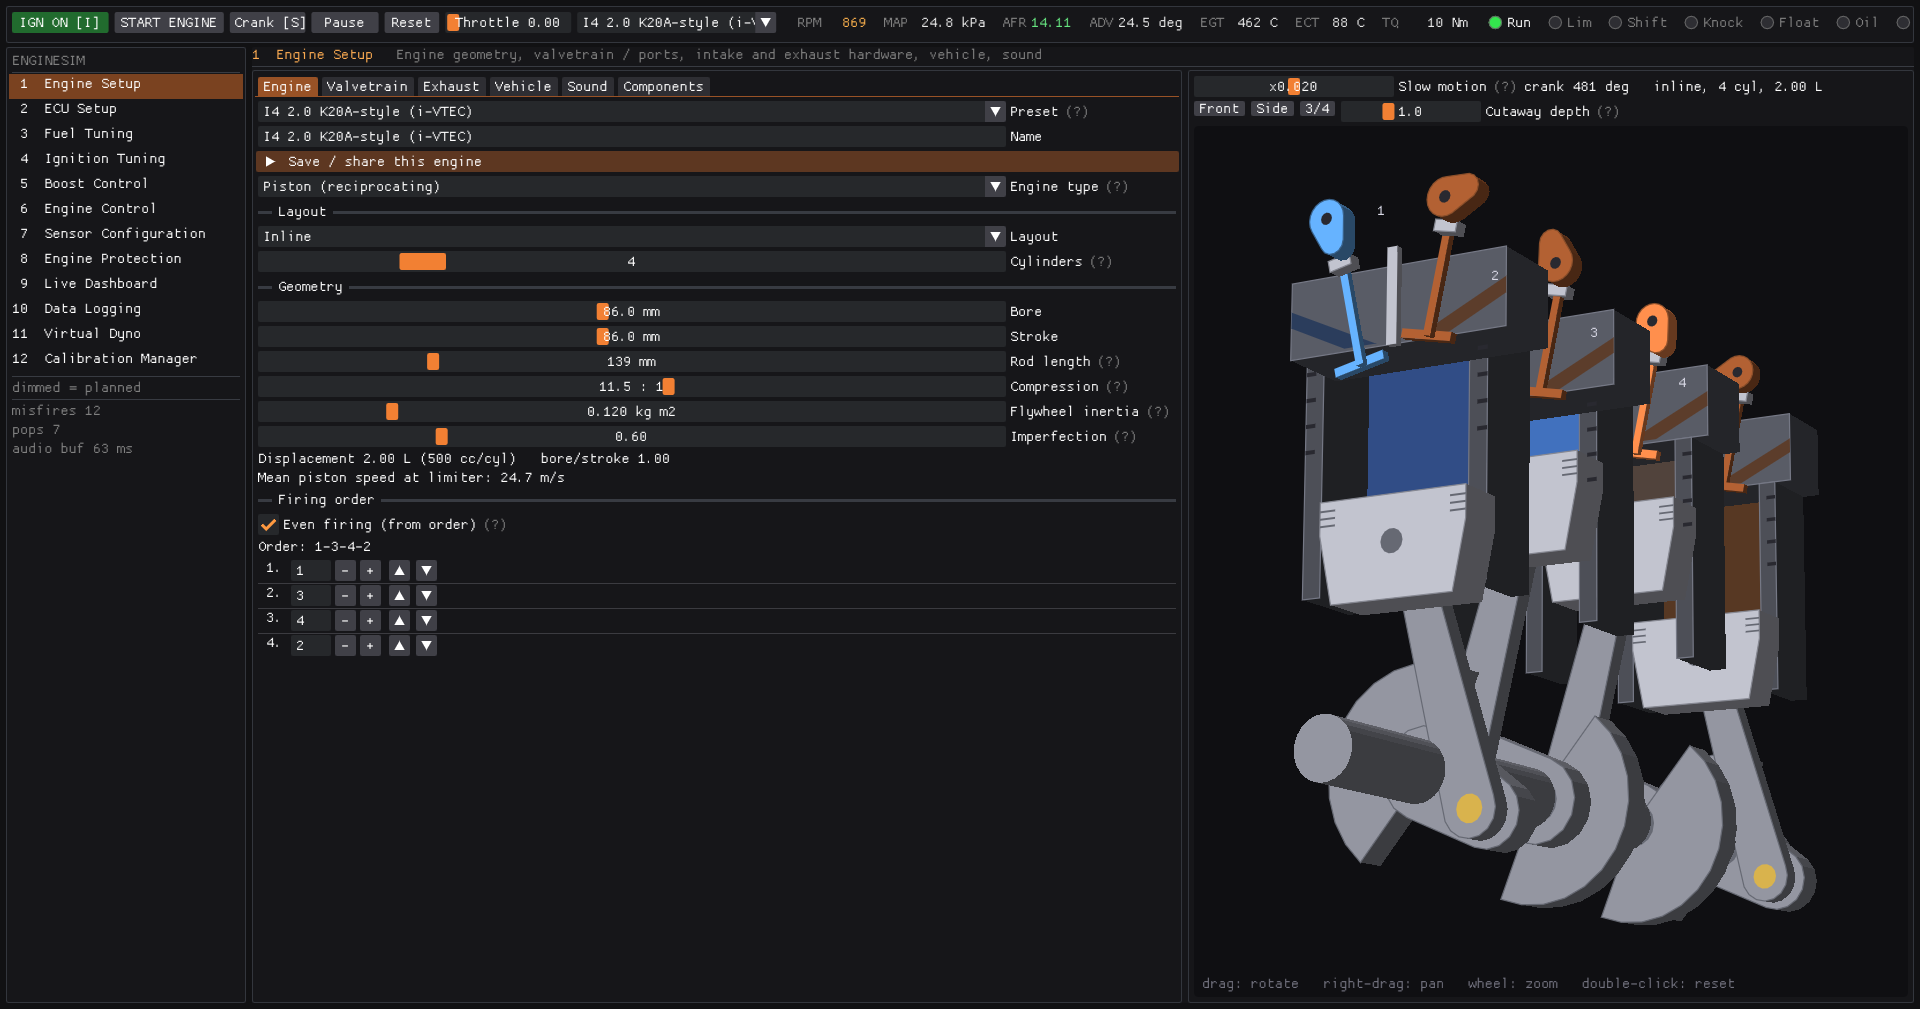 IGN ON [I] START ENGINE Crank [S] Pause Reset Throttle 0.00 I4 2.0 K20A-style (i-V RPM 869 MAP 24.8 kPa AFR 14.11 ADV 24.5 deg EGT 462 C ECT 88 C TQ 10 Nm Run Lim Shift Knock Float Oil
ENGINESIM
1 Engine Setup
2 ECU Setup
3 Fuel Tuning
4 Ignition Tuning
5 Boost Control
6 Engine Control
7 Sensor Configuration
8 Engine Protection
9 Live Dashboard
10 Data Logging
11 Virtual Dyno
12 Calibration Manager
dimmed = planned
misfires 12
pops 7
audio buf 63 ms
1 Engine Setup Engine geometry, valvetrain / ports, intake and exhaust hardware, vehicle, sound
Engine Valvetrain Exhaust Vehicle Sound Components
I4 2.0 K20A-style (i-VTEC) Preset (?)
I4 2.0 K20A-style (i-VTEC) Name
Save / share this engine
Piston (reciprocating) Engine type (?)
Layout
Inline Layout
4 Cylinders (?)
Geometry
86.0 mm Bore
86.0 mm Stroke
139 mm Rod length (?)
11.5 : 1 Compression (?)
0.120 kg m2 Flywheel inertia (?)
0.60 Imperfection (?)
Displacement 2.00 L (500 cc/cyl) bore/stroke 1.00
Mean piston speed at limiter: 24.7 m/s
Firing order
Even firing (from order) (?)
Order: 1-3-4-2
1. 1 - +
2. 3 - +
3. 4 - +
4. 2 - +
x0.020 Slow motion (?) crank 481 deg inline, 4 cyl, 2.00 L
Front Side 3/4 1.0 Cutaway depth (?)
1
2
3
4
drag: rotate right-drag: pan wheel: zoom double-click: reset